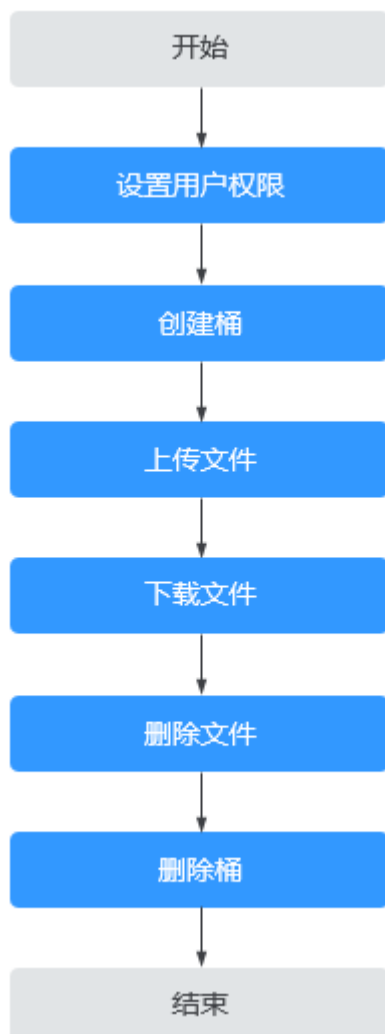 开始
设置用户权限
创建桶
上传文件
下载文件
删除文件
删除桶
结束